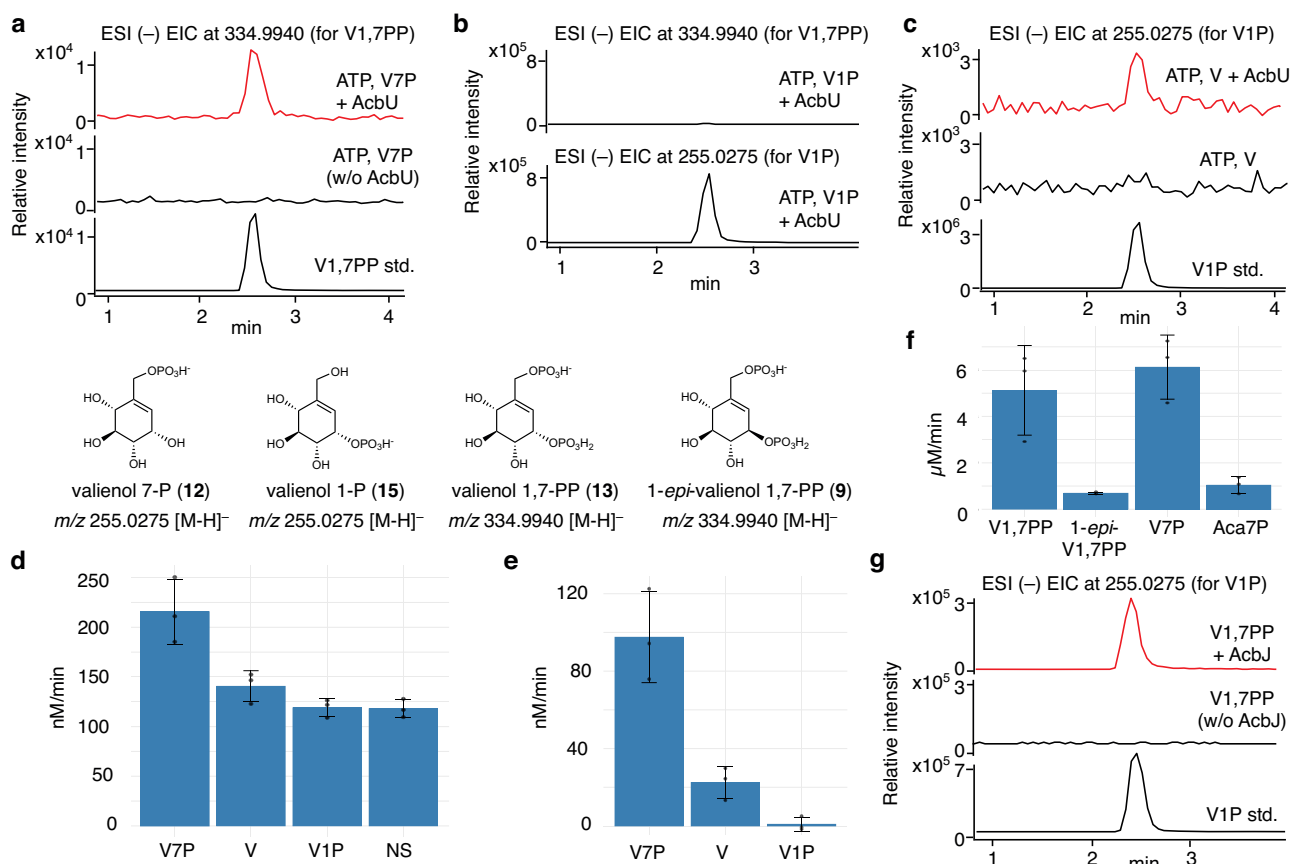 a
ESI (–) EIC at 334.9940 (for V1,7PP)
x10⁴
1
0
ATP, V7P
+ AcbU
x10⁴
1
0
ATP, V7P
(w/o AcbU)
x10⁴
1
0
V1,7PP std.
Relative intensity
1 2 3 4
min
b
ESI (–) EIC at 334.9940 (for V1,7PP)
x10⁵
8
0
ATP, V1P
+ AcbU
ESI (–) EIC at 255.0275 (for V1P)
x10⁵
8
0
ATP, V1P
+ AcbU
Relative intensity
1 2 3
min
c
ESI (–) EIC at 255.0275 (for V1P)
x10³
3
0
ATP, V + AcbU
x10³
3
0
ATP, V
x10⁶
3
0
V1P std.
Relative intensity
1 2 3 4
min
OPO₃H⁻
HO
HO
OH
OH
valienol 7-P (12)
m/z 255.0275 [M-H]⁻
OH
HO
HO
OPO₃H⁻
OH
valienol 1-P (15)
m/z 255.0275 [M-H]⁻
OPO₃H⁻
HO
HO
OPO₃H₂
OH
valienol 1,7-PP (13)
m/z 334.9940 [M-H]⁻
OPO₃H⁻
HO
HO
OPO₃H₂
OH
1-epi-valienol 1,7-PP (9)
m/z 334.9940 [M-H]⁻
f
µM/min
6
4
2
0
V1,7PP 1-epi-V1,7PP V7P Aca7P
d
nM/min
250
200
150
100
50
0
V7P V V1P NS
e
nM/min
120
80
40
0
V7P V V1P
g
ESI (–) EIC at 255.0275 (for V1P)
x10⁵
3
0
V1,7PP
+ AcbJ
x10⁵
3
0
V1,7PP
(w/o AcbJ)
x10⁵
7
0
V1P std.
Relative intensity
1 2 3
min